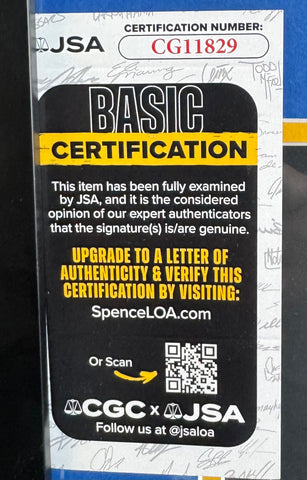 JSA
CERTIFICATION NUMBER:
CG11829
BASIC
CERTIFICATION
This item has been fully examined
by JSA, and it is the considered
opinion of our expert authenticators
that the signature(s) is/are genuine.
UPGRADE TO A LETTER OF
AUTHENTICITY & VERIFY THIS
CERTIFICATION BY VISITING:
SpenceLOA.com
Or Scan
CGC x JSA
Follow us at @jsaloa